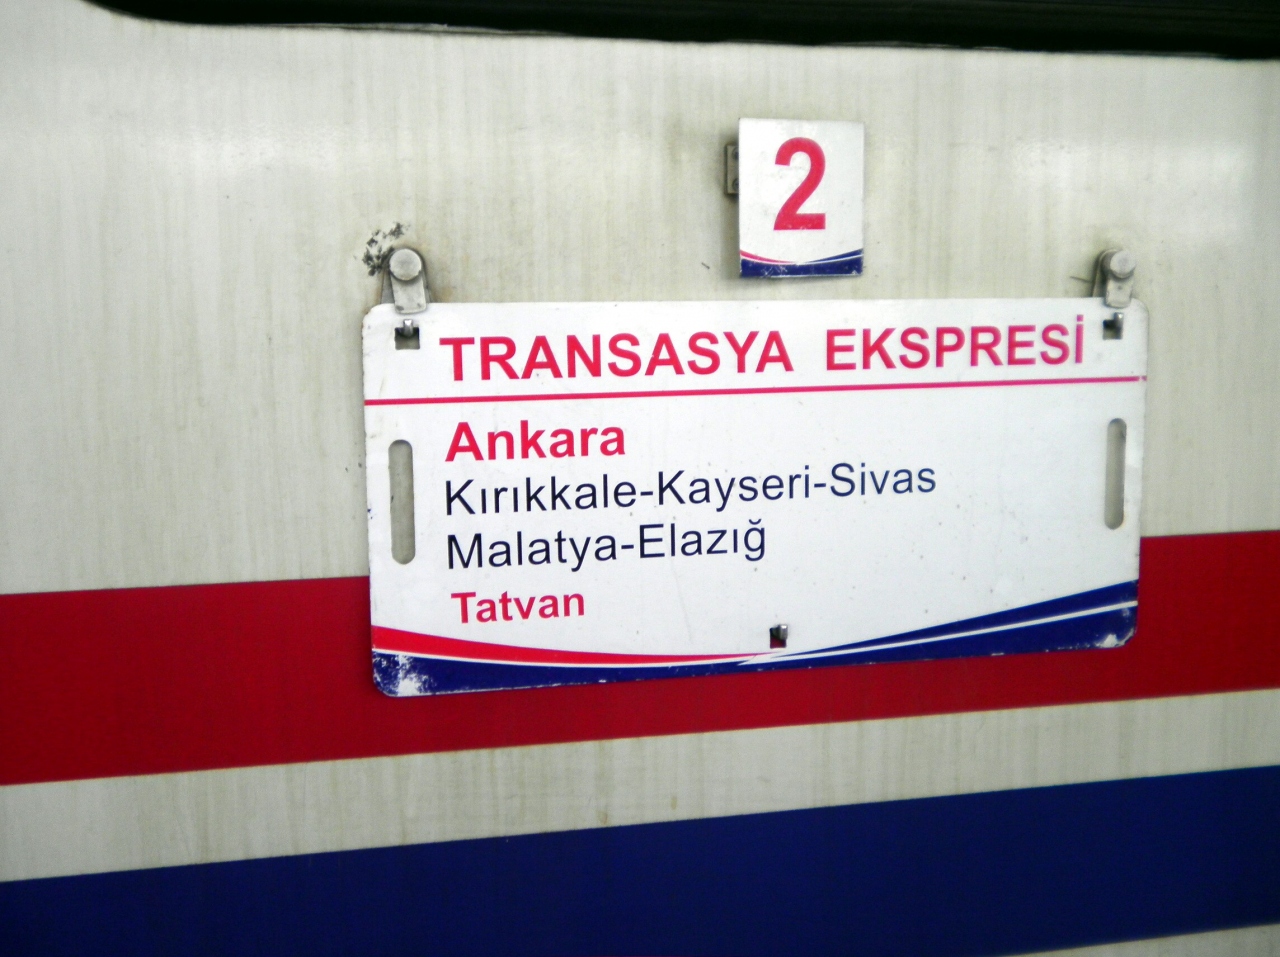 2
TRANSASYA EKSPRESİ
Ankara
Kırıkkale-Kayseri-Sivas
Malatya-Elazığ
Tatvan